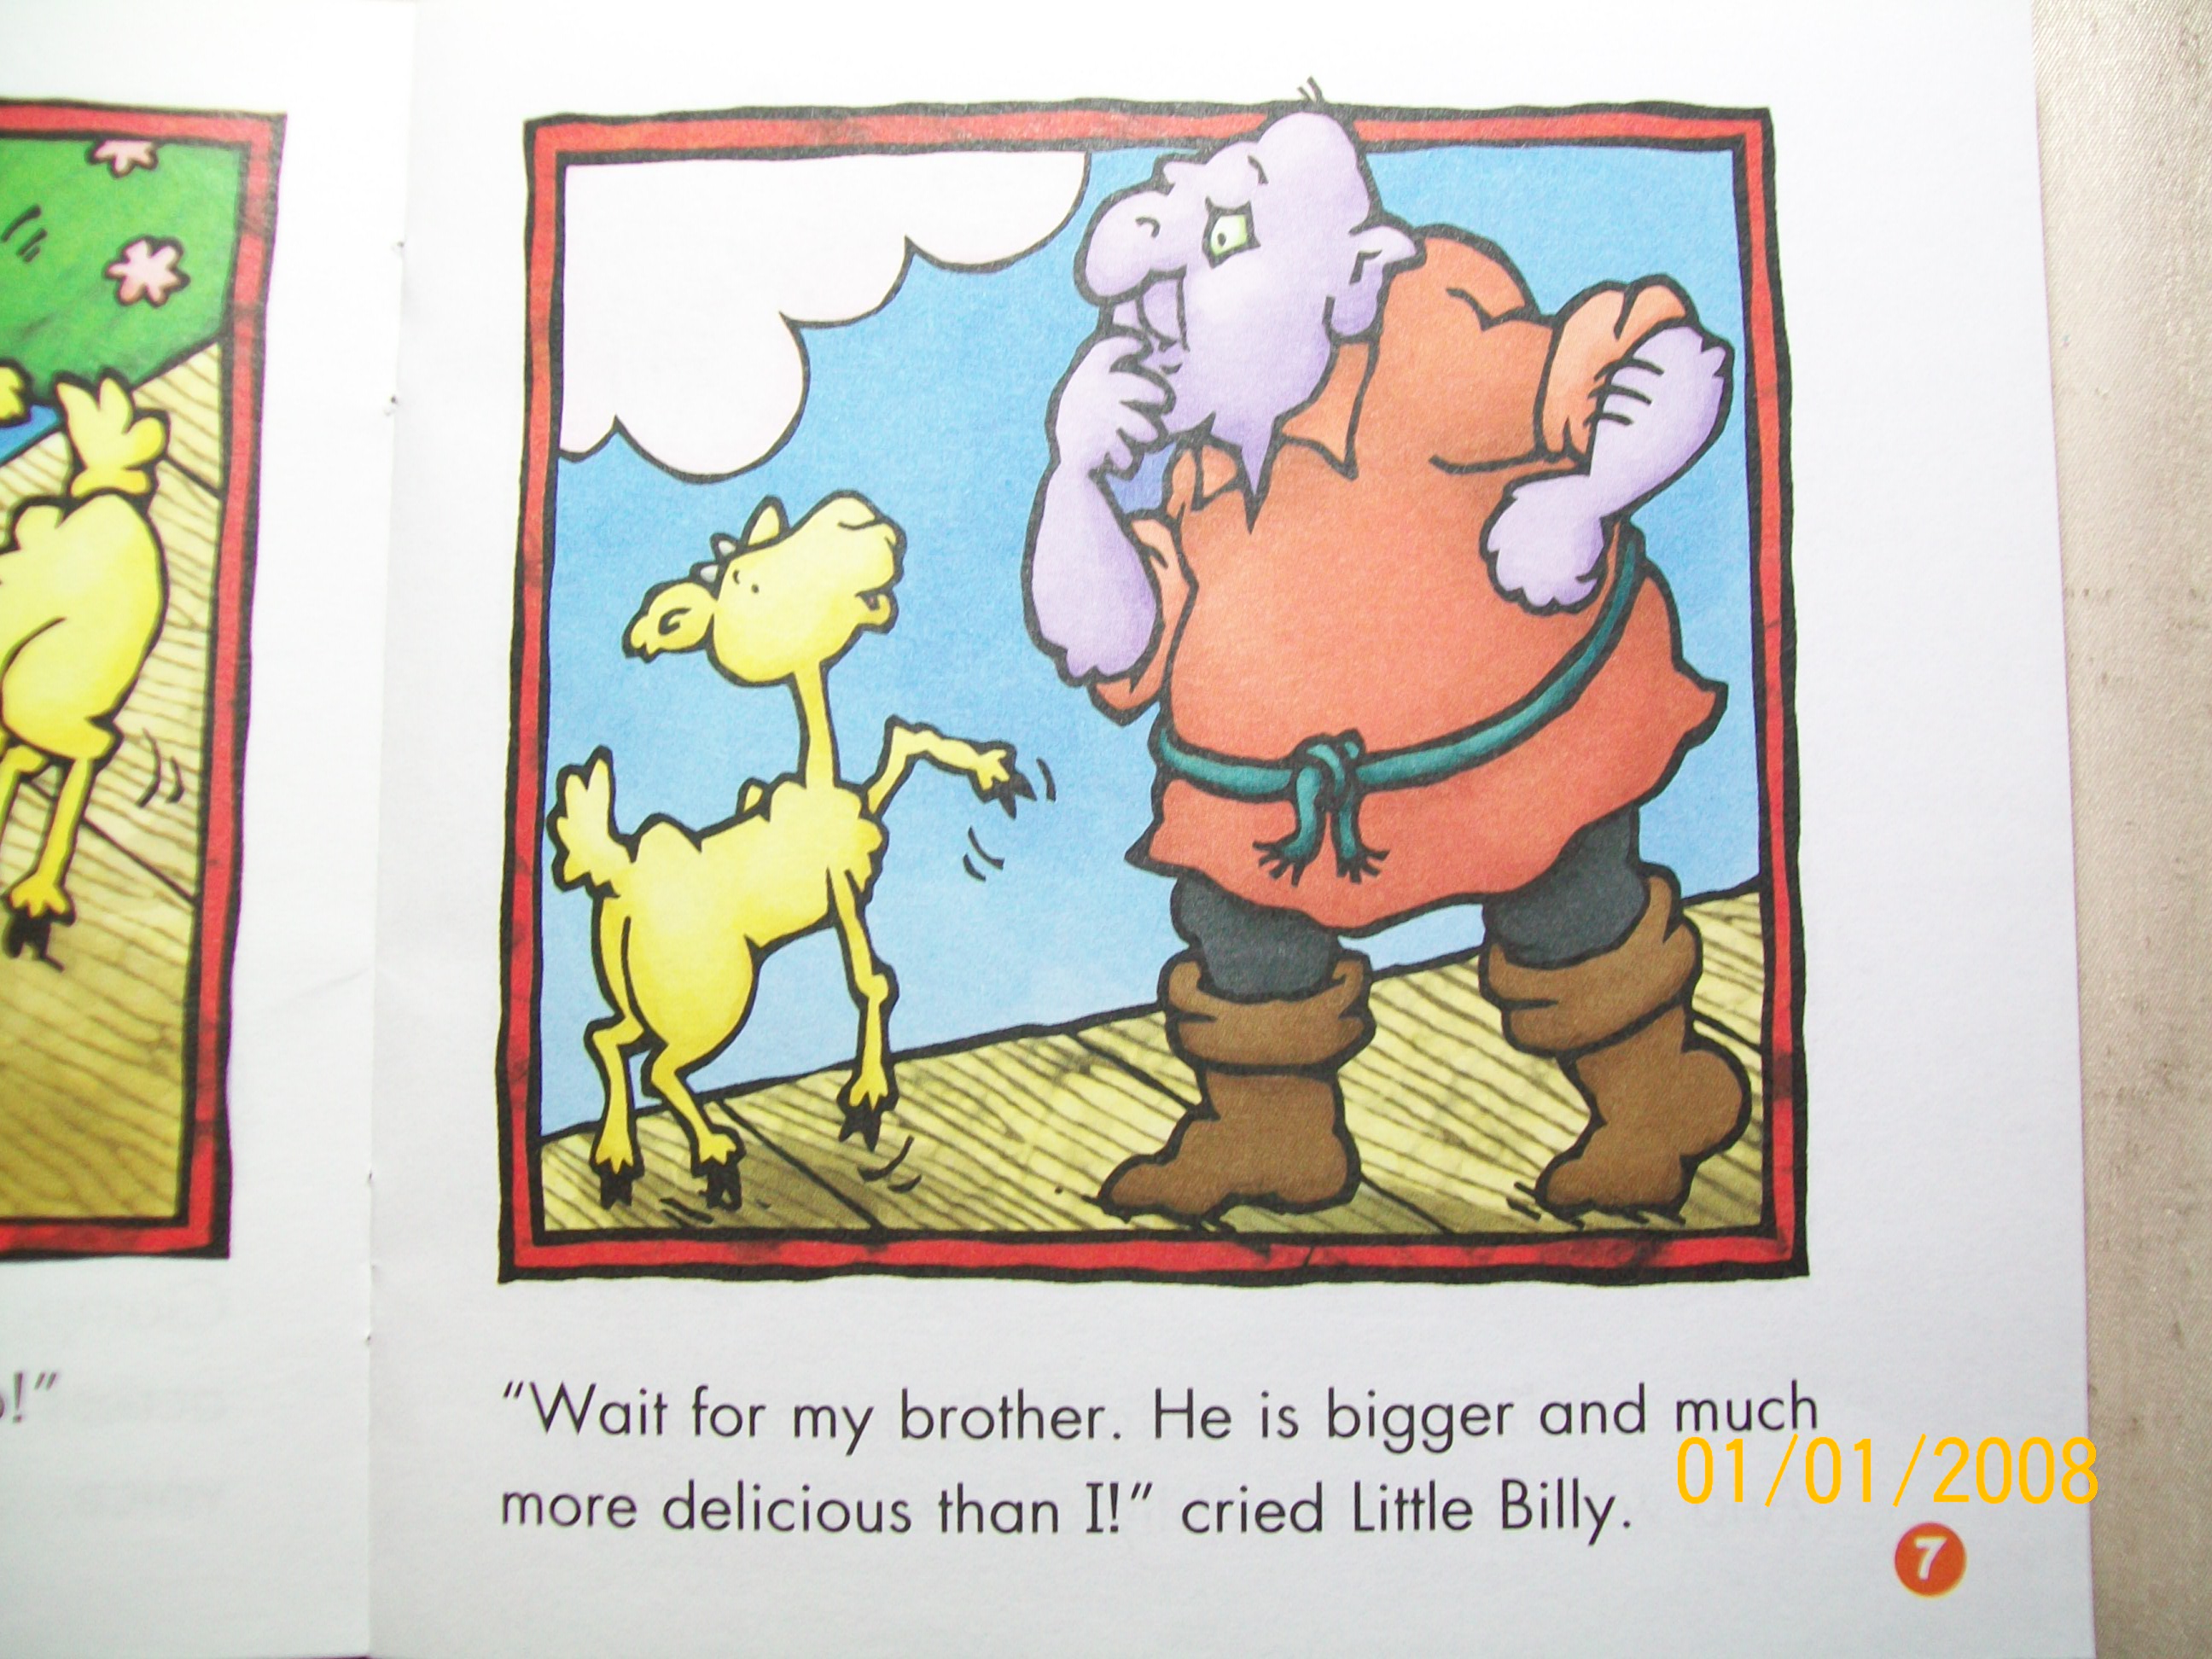 !”
“Wait for my brother. He is bigger and much
more delicious than I!” cried Little Billy.
01/01/2008
7